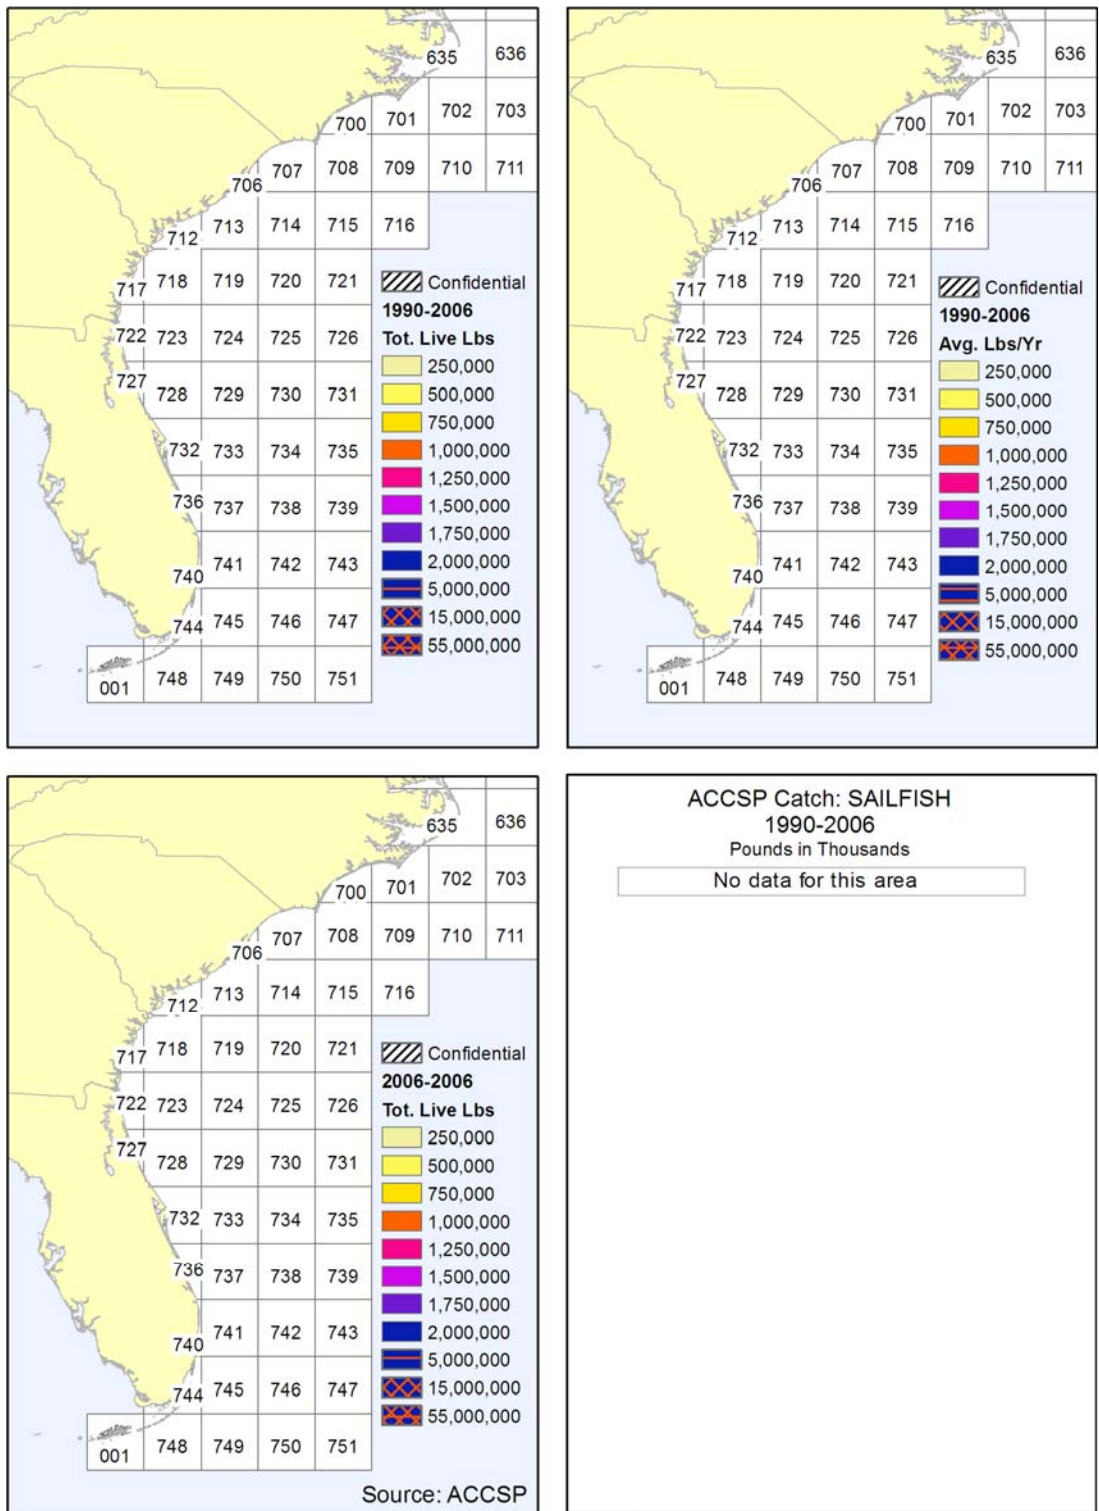 635 636
700 701 702 703
706 707 708 709 710 711
712 713 714 715 716
717 718 719 720 721
722 723 724 725 726
727 728 729 730 731
732 733 734 735
736 737 738 739
740 741 742 743
744 745 746 747
001 748 749 750 751
Confidential
1990-2006
Tot. Live Lbs
250,000
500,000
750,000
1,000,000
1,250,000
1,500,000
1,750,000
2,000,000
5,000,000
15,000,000
55,000,000
635 636
700 701 702 703
706 707 708 709 710 711
712 713 714 715 716
717 718 719 720 721
722 723 724 725 726
727 728 729 730 731
732 733 734 735
736 737 738 739
740 741 742 743
744 745 746 747
001 748 749 750 751
Confidential
1990-2006
Avg. Lbs/Yr
250,000
500,000
750,000
1,000,000
1,250,000
1,500,000
1,750,000
2,000,000
5,000,000
15,000,000
55,000,000
635 636
700 701 702 703
706 707 708 709 710 711
712 713 714 715 716
717 718 719 720 721
722 723 724 725 726
727 728 729 730 731
732 733 734 735
736 737 738 739
740 741 742 743
744 745 746 747
001 748 749 750 751
Confidential
2006-2006
Tot. Live Lbs
250,000
500,000
750,000
1,000,000
1,250,000
1,500,000
1,750,000
2,000,000
5,000,000
15,000,000
55,000,000
Source: ACCSP
ACCSP Catch: SAILFISH
1990-2006
Pounds in Thousands
No data for this area